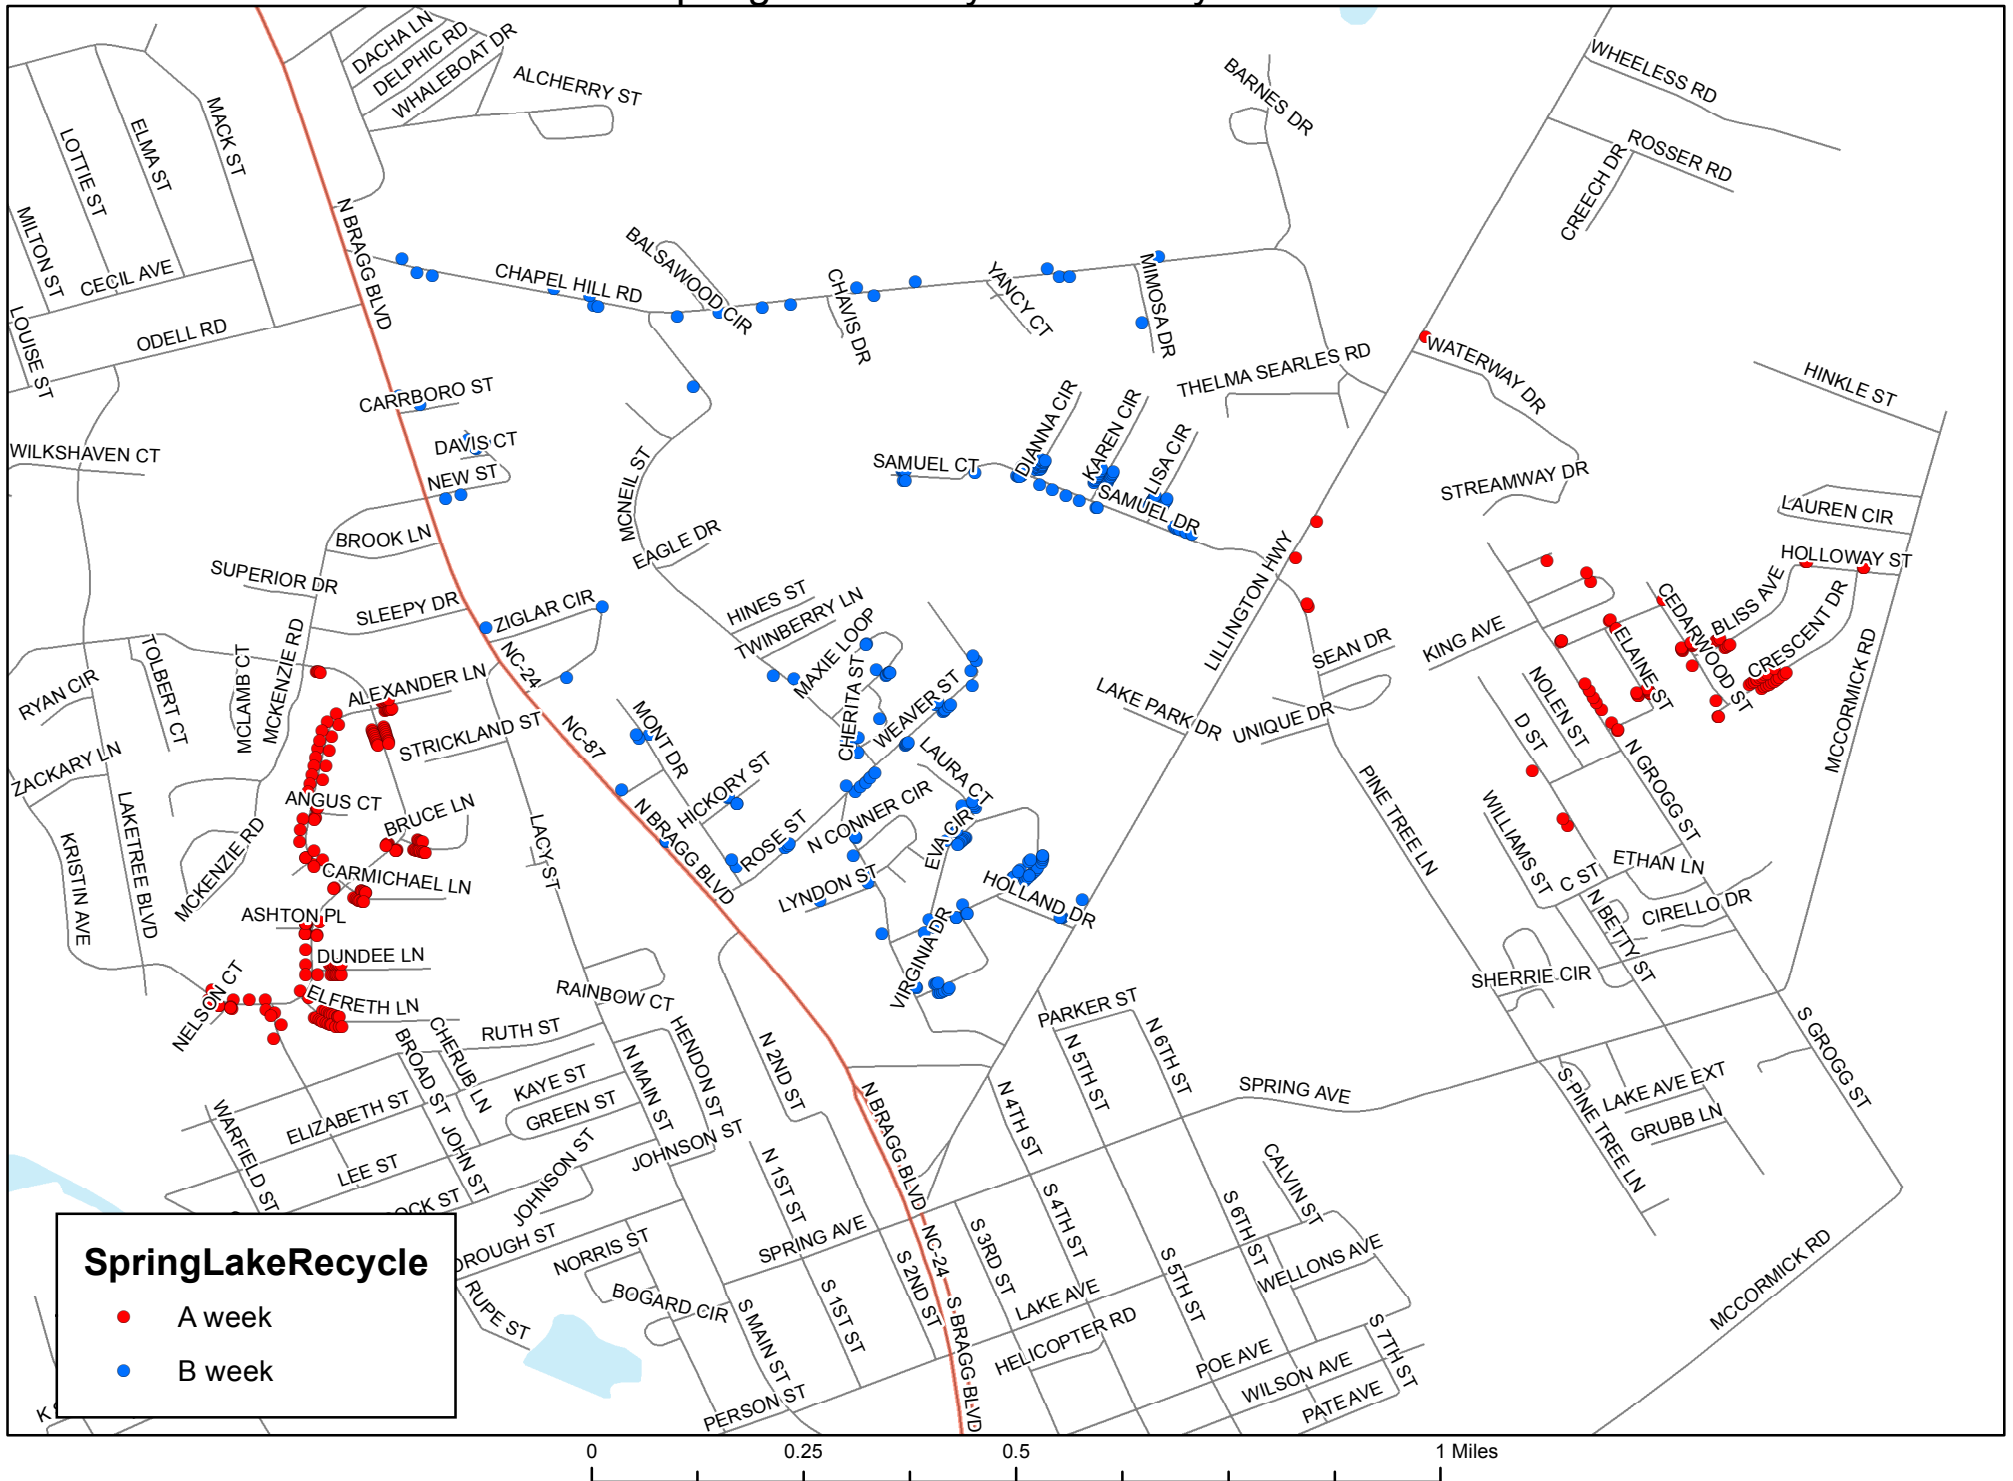 DACHA LN
DELPHIC RD
WHALEBOAT DR
ALCHERRY ST
WHEELESS RD
BARNES DR
ROSSER RD
CREECH DR
MACK ST
ELMA ST
LOTTIE ST
MILTON ST
CECIL AVE
N BRAGG BLVD
LOUISE ST
ODELL RD
CHAPEL HILL RD
BALSAWOOD CIR
CHAVIS DR
YANCY CT
MIMOSA DR
THELMA SEARLES RD
WATERWAY DR
HINKLE ST
CARRBORO ST
DAVIS CT
NEW ST
WILKSHAVEN CT
MCNEIL ST
SAMUEL CT
DIANNA CIR
KAREN CIR
LISA CIR
SAMUEL DR
STREAMWAY DR
LAUREN CIR
HOLLOWAY ST
BROOK LN
EAGLE DR
SUPERIOR DR
SLEEPY DR
ZIGLAR CIR
HINES ST
TWINBERRY LN
MAXIE LOOP
LILLINGTON HWY
SEAN DR
KING AVE
ELAINE ST
CEDARWOOD ST
BLISS AVE
CRESCENT DR
MCCORMICK RD
RYAN CIR
TOLBERT CT
MCLAMB CT
MCKENZIE RD
ALEXANDER LN
NC-24
NC-87
STRICKLAND ST
MONT DR
CHERITA ST
WEAVER ST
LAKE PARK DR
UNIQUE DR
NOLEN ST
D ST
N GROGG ST
ZACKARY LN
LAKETREE BLVD
KRISTIN AVE
ANGUS CT
BRUCE LN
MCKENZIE RD
LACY ST
HICKORY ST
N BRAGG BLVD
ROSE ST
N CONNER CIR
LAURA CT
EVA CIR
PINE TREE LN
WILLIAMS ST
C ST
ETHAN LN
N BETTY ST
CIRELLO DR
CARMICHAEL LN
ASHTON PL
DUNDEE LN
ELFRETH LN
NELSON CT
LYNDON ST
HOLLAND DR
VIRGINIA DR
SHERRIE CIR
RAINBOW CT
RUTH ST
BROAD ST
CHERUB LN
KAYE ST
GREEN ST
N MAIN ST
HENDON ST
N 2ND ST
PARKER ST
N 5TH ST
N 6TH ST
N 4TH ST
SPRING AVE
S PINE TREE LN
LAKE AVE EXT
GRUBB LN
S GROGG ST
WARFIELD ST
ELIZABETH ST
LEE ST
JOHN ST
JOHNSON ST
JOHNSON ST
N 1ST ST
N BRAGG BLVD
CALVIN ST
OCK ST
OROUGH ST
NORRIS ST
BOGARD CIR
RUPE ST
SPRING AVE
S MAIN ST
S 1ST ST
S 2ND ST
NC-24
S BRAGG BLVD
S 3RD ST
S 4TH ST
LAKE AVE
HELICOPTER RD
S 5TH ST
S 6TH ST
WELLONS AVE
S 7TH ST
POE AVE
WILSON AVE
PATE AVE
PERSON ST
MCCORMICK RD
SpringLakeRecycle
A week
B week
0 0.25 0.5 1 Miles